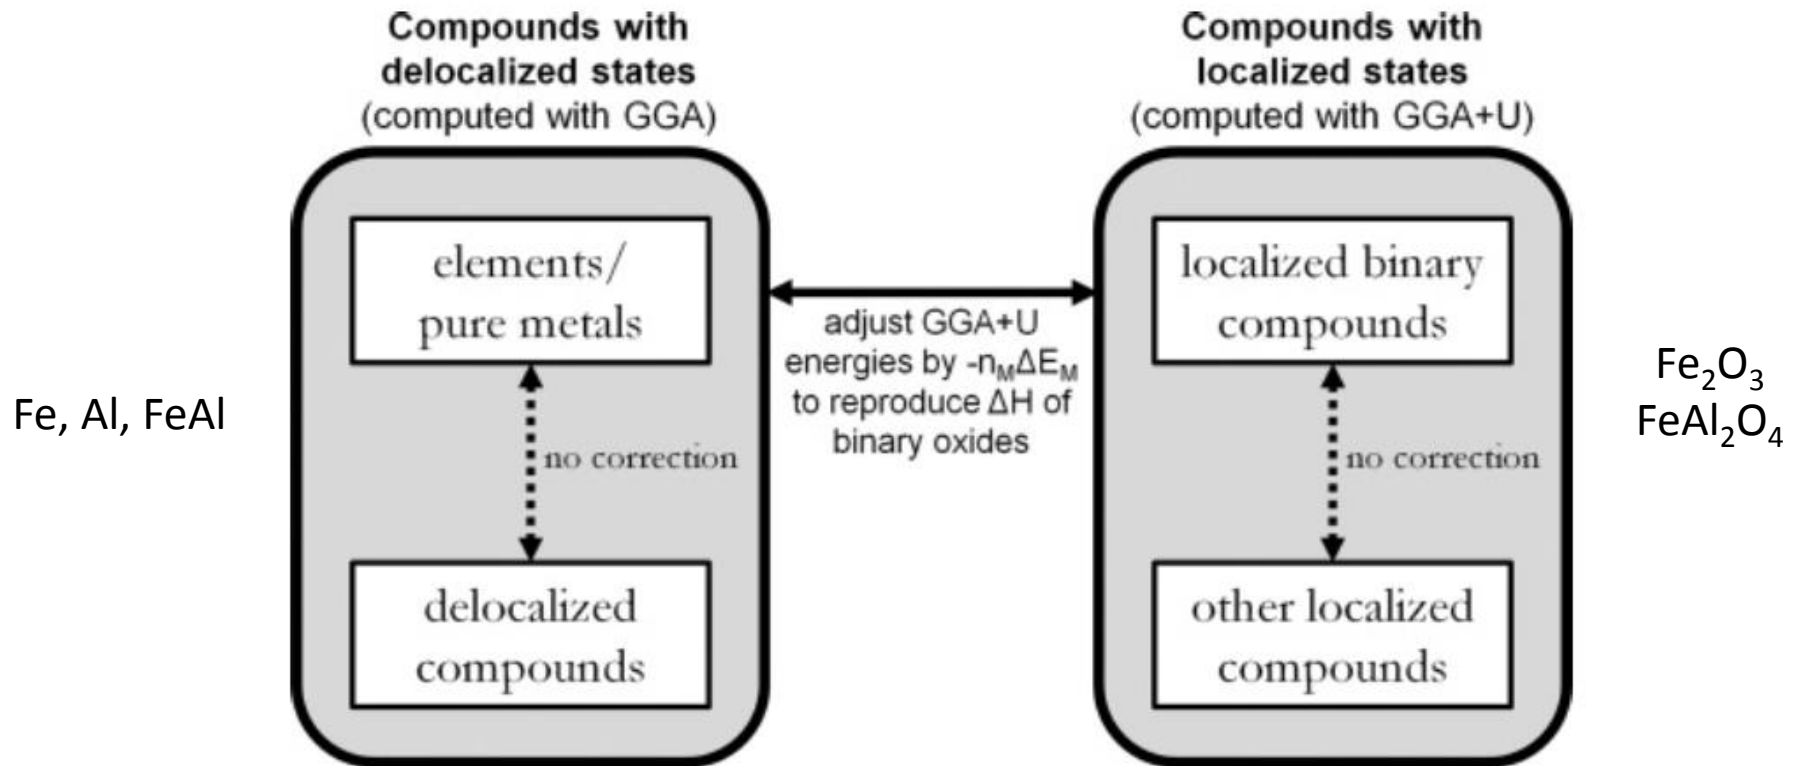 Compounds with
delocalized states
(computed with GGA)
Compounds with
localized states
(computed with GGA+U)
elements/
pure metals
localized binary
compounds
adjust GGA+U
energies by -n_MΔE_M
to reproduce ΔH of
binary oxides
Fe, Al, FeAl
Fe₂O₃
FeAl₂O₄
no correction
no correction
delocalized
compounds
other localized
compounds